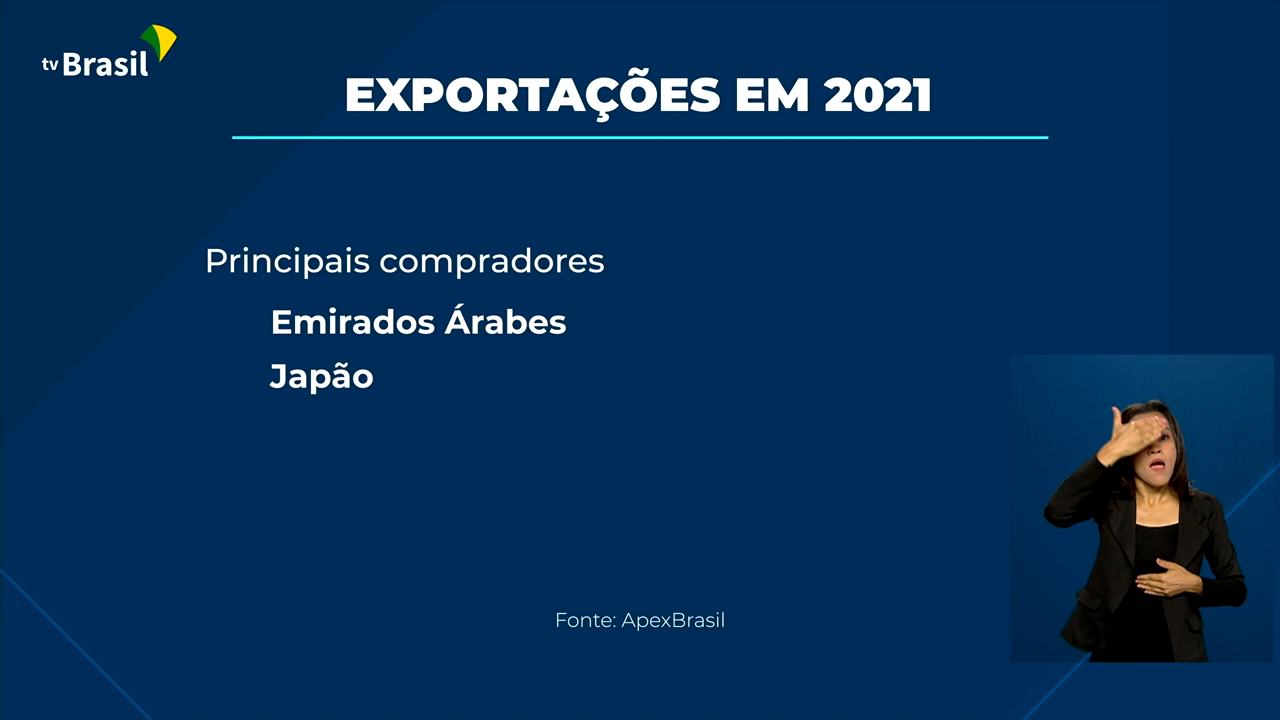 tv Brasil
EXPORTAÇÕES EM 2021
Principais compradores
Emirados Árabes
Japão
Fonte: ApexBrasil